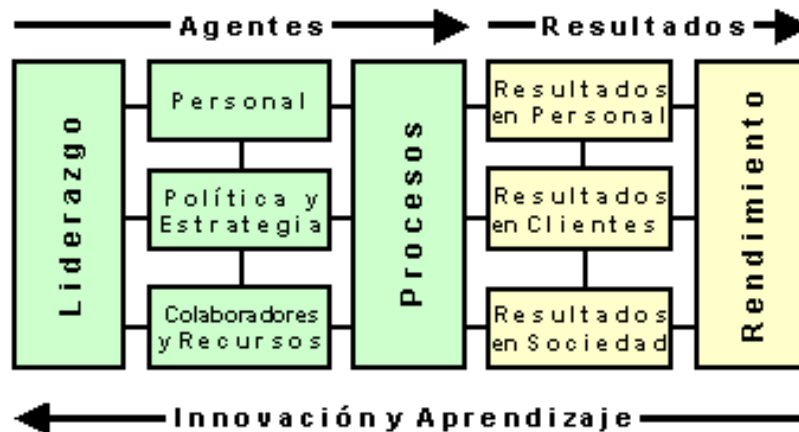 Agentes
Resultados
Liderazgo
Personal
Política y
Estrategia
Colaboradores
y Recursos
Procesos
Resultados
en Personal
Resultados
en Clientes
Resultados
en Sociedad
Rendimiento
Innovación y Aprendizaje